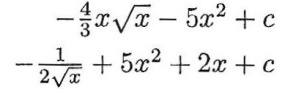 $-\frac{4}{3}x\sqrt{x} - 5x^2 + c$
$-\frac{1}{2\sqrt{x}} + 5x^2 + 2x + c$